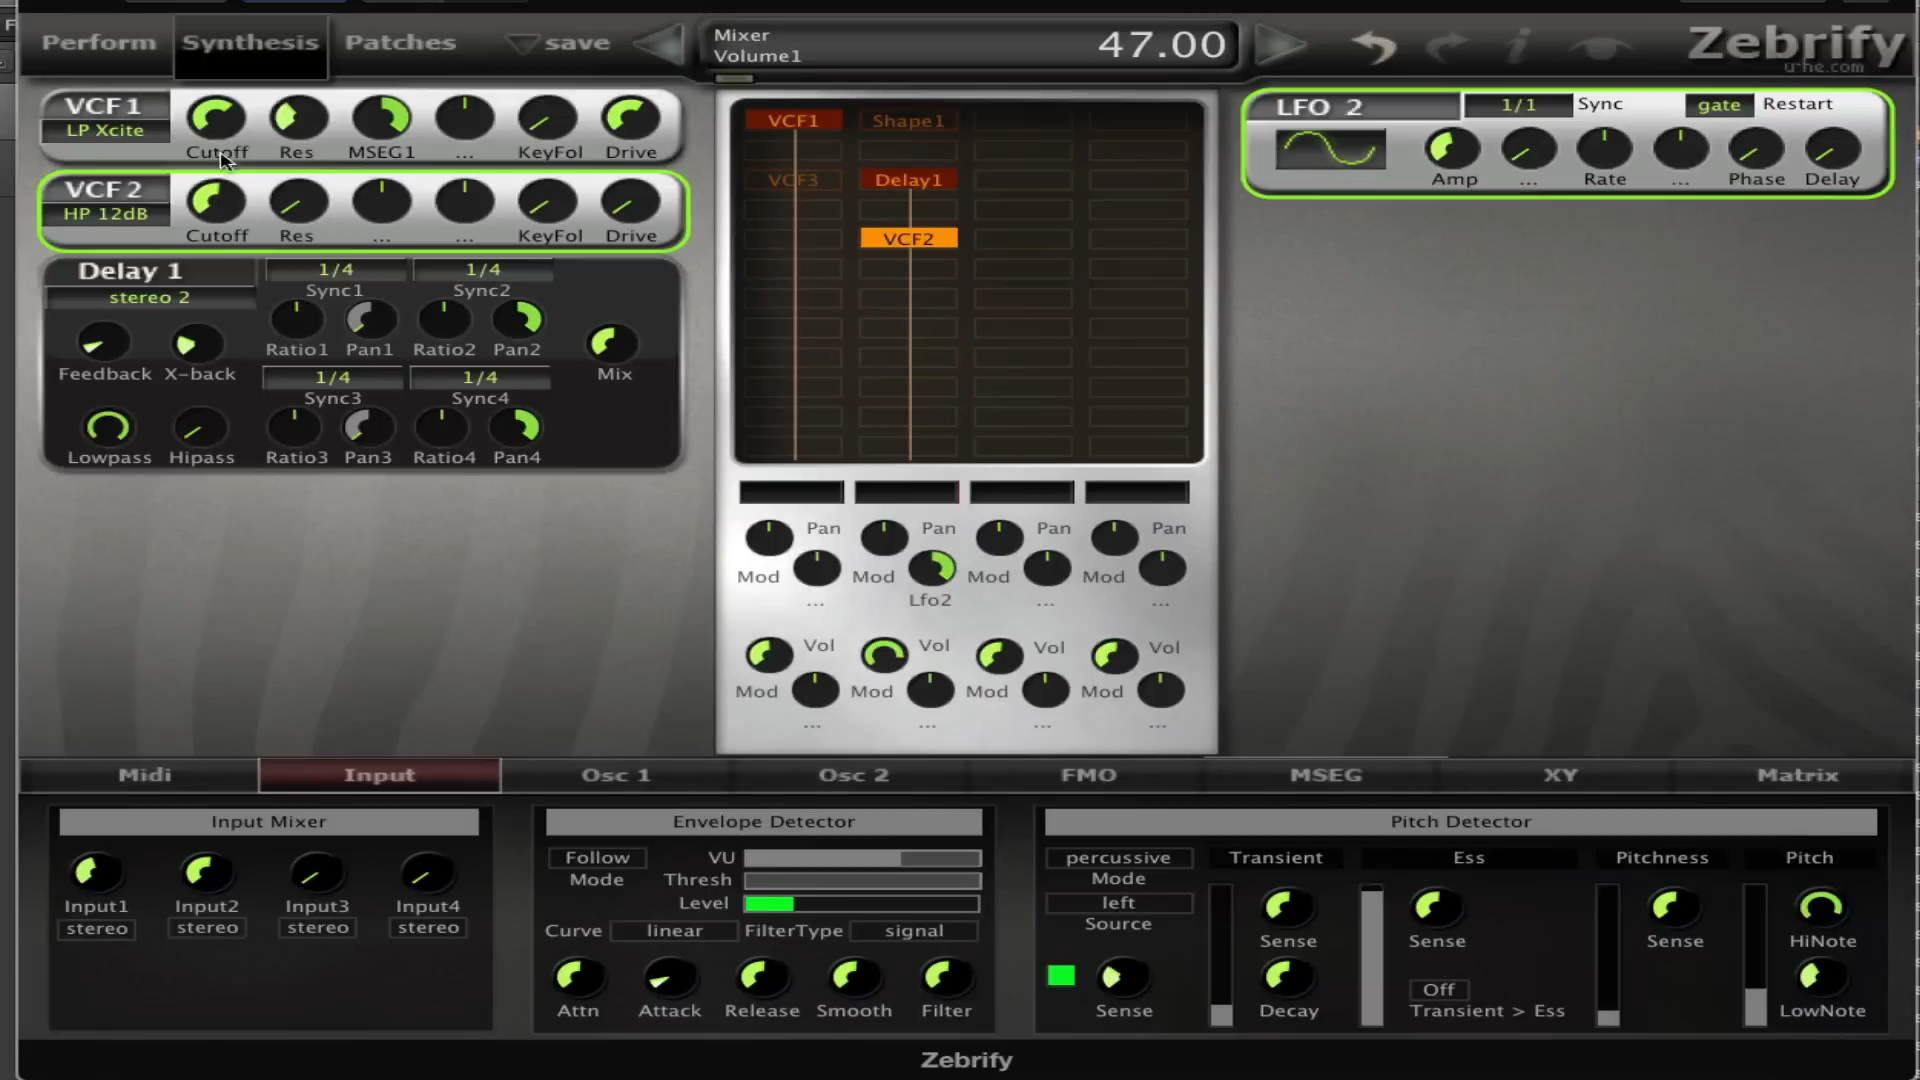 Perform Synthesis Patches save
Mixer
Volume1
47.00
Zebrify
u-he.com
VCF1
LP Xcite
Cutoff Res MSEG1 ... KeyFol Drive
VCF2
HP 12dB
Cutoff Res ... ... KeyFol Drive
Delay 1
stereo 2
1/4 1/4
Sync1 Sync2
Ratio1 Pan1 Ratio2 Pan2
Feedback X-back Mix
1/4 1/4
Sync3 Sync4
Lowpass Hipass Ratio3 Pan3 Ratio4 Pan4
VCF1 Shape1
VCF3 Delay1
VCF2
Pan Pan Pan Pan
Mod Mod Mod Mod
... Lfo2 ... ...
Vol Vol Vol Vol
Mod Mod Mod Mod
... ... ... ...
LFO 2 1/1 Sync gate Restart
Amp ... Rate ... Phase Delay
Midi Input Osc 1 Osc 2 FMO MSEG XY Matrix
Input Mixer
Input1 Input2 Input3 Input4
stereo stereo stereo stereo
Envelope Detector
Follow VU
Mode Thresh
Level
Curve linear FilterType signal
Attn Attack Release Smooth Filter
Pitch Detector
percussive Transient Ess Pitchness Pitch
Mode
left
Source
Sense Sense Sense HiNote
Off
Sense Decay Transient > Ess LowNote
Zebrify